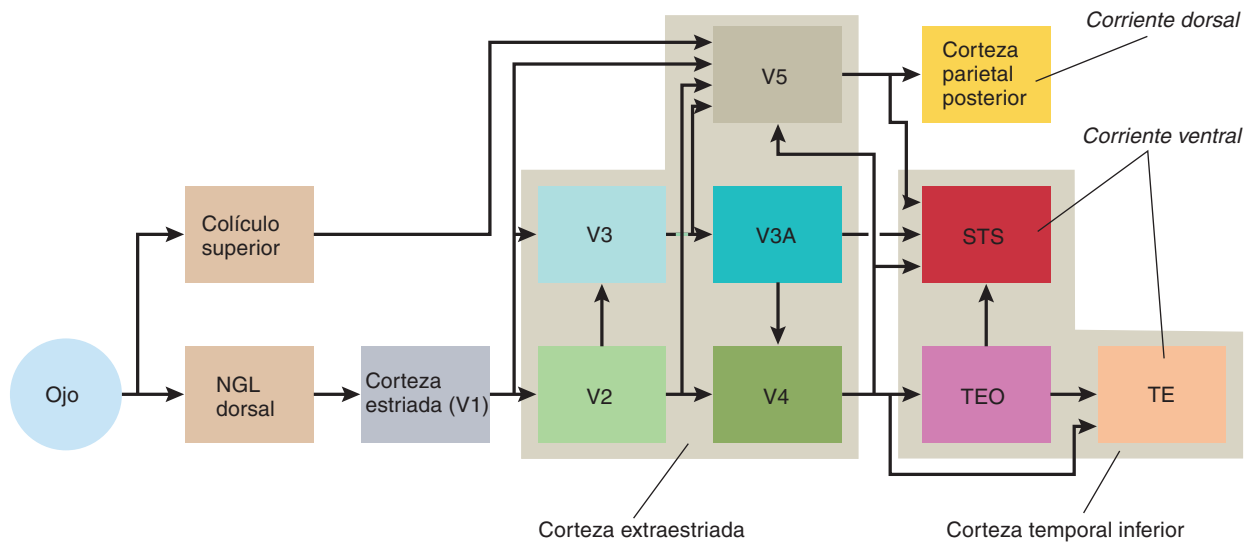 Corriente dorsal
Corteza
parietal
posterior
V5
Corriente ventral
Colículo
superior
V3
V3A
STS
Ojo
NGL
dorsal
Corteza
estriada (V1)
V2
V4
TEO
TE
Corteza extraestriada
Corteza temporal inferior